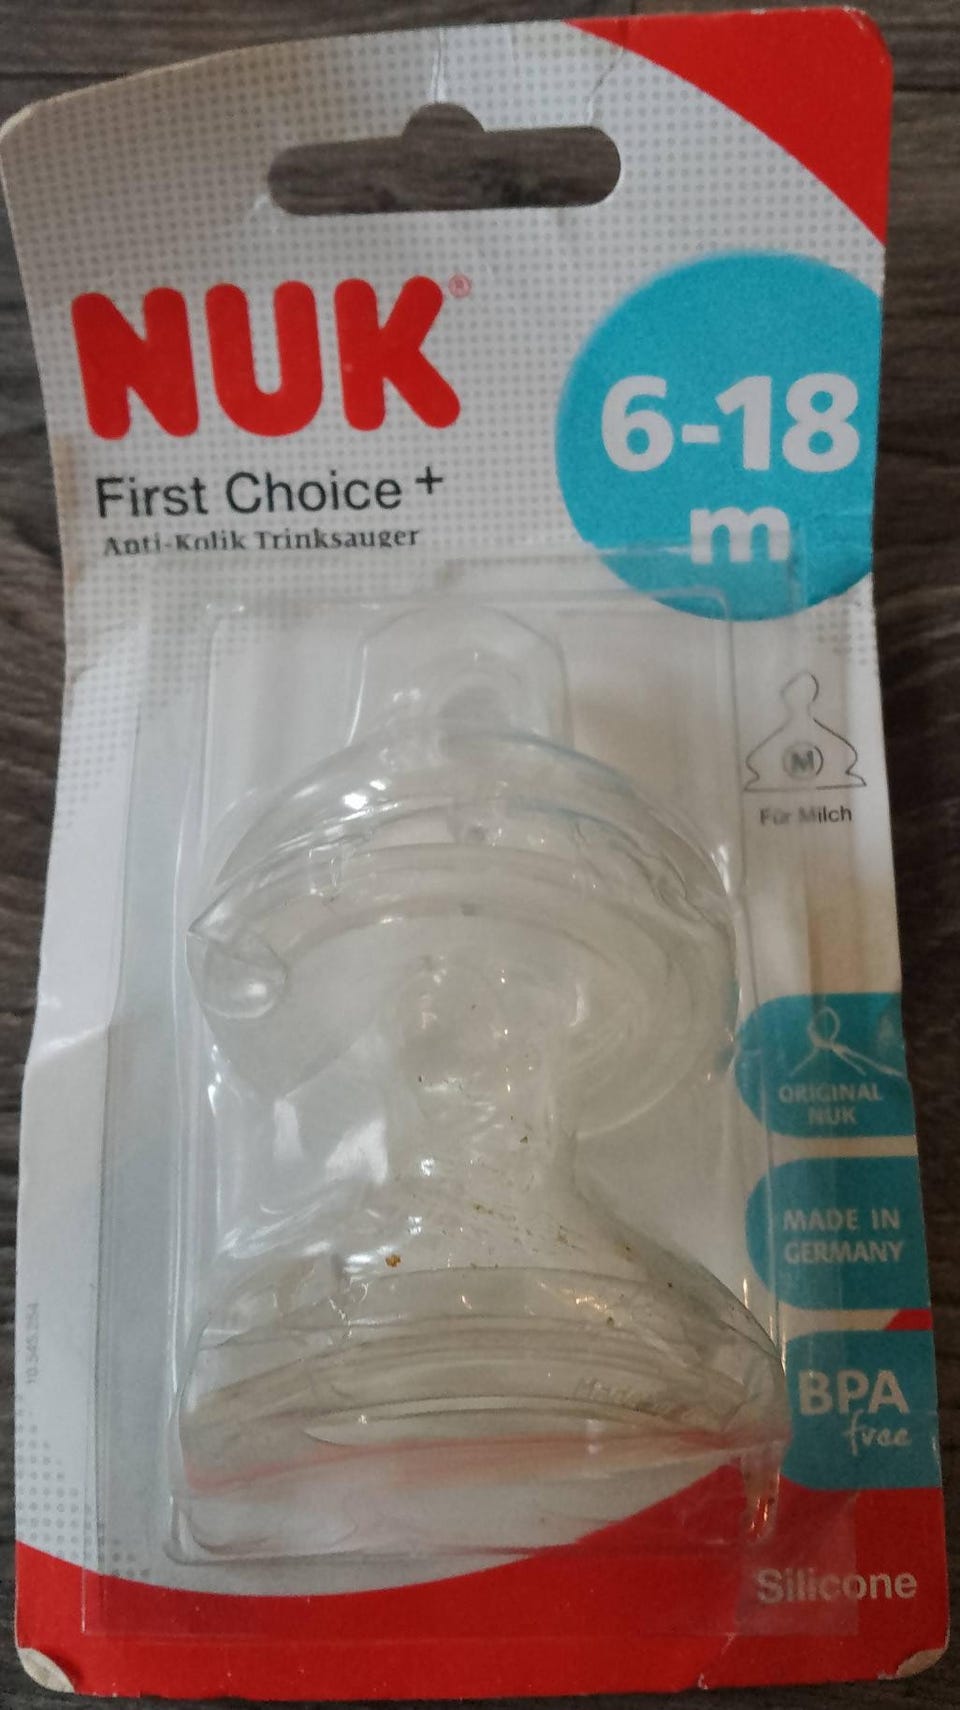 NUK®
First Choice +
Anti-Kolik Trinksauger
6-18
m
M
Für Milch
ORIGINAL
NUK
MADE IN
GERMANY
BPA
free
Silicone